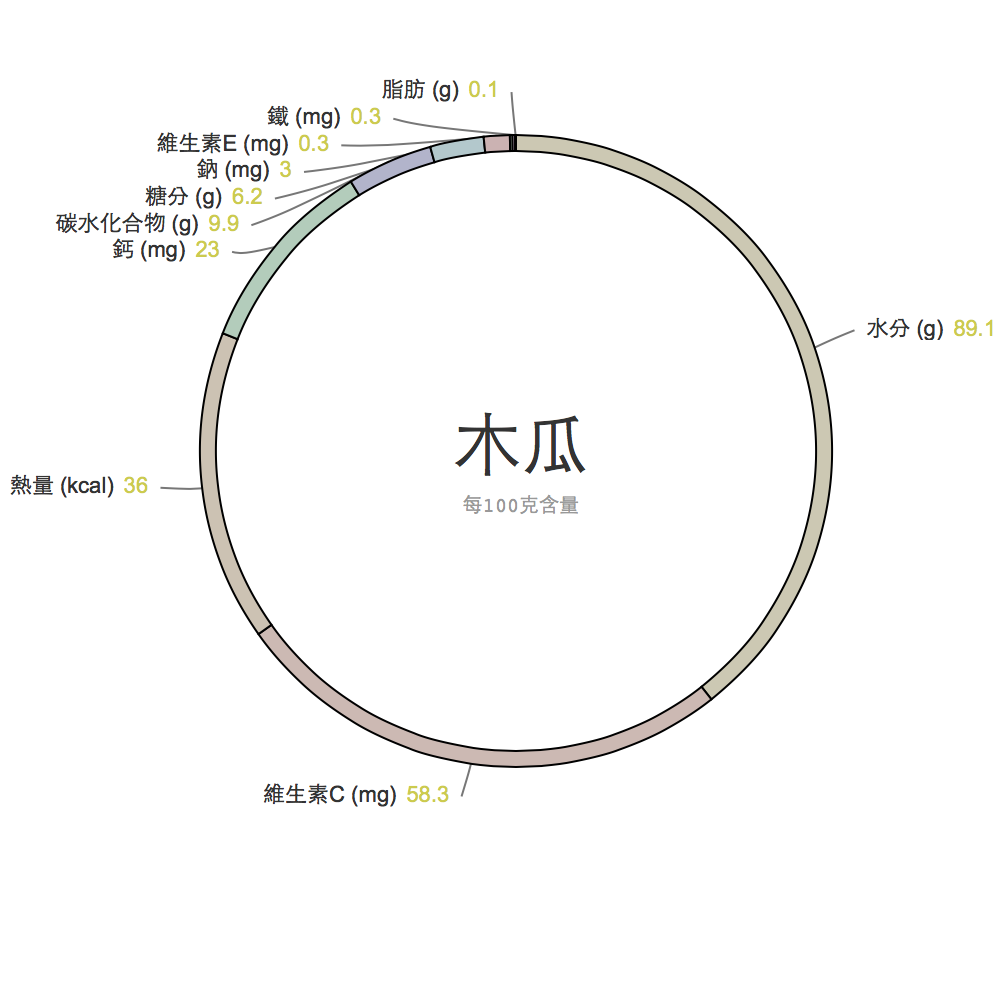 脂肪 (g) 0.1
鐵 (mg) 0.3
維生素E (mg) 0.3
鈉 (mg) 3
糖分 (g) 6.2
碳水化合物 (g) 9.9
鈣 (mg) 23
水分 (g) 89.1
木瓜
熱量 (kcal) 36
每100克含量
維生素C (mg) 58.3